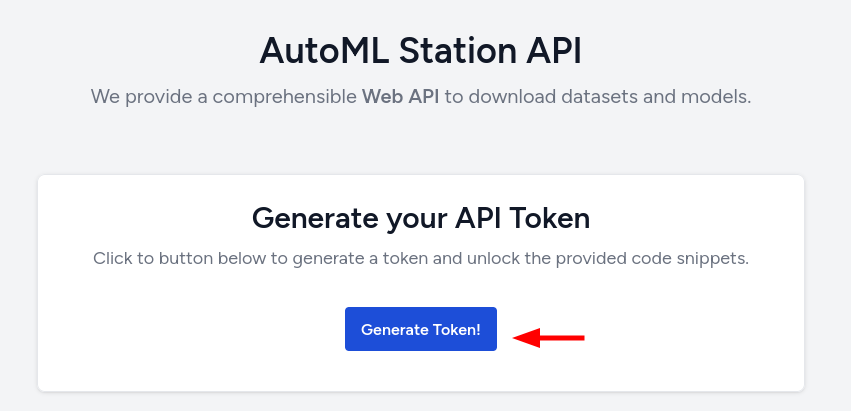 AutoML Station API
We provide a comprehensible Web API to download datasets and models.
Generate your API Token
Click to button below to generate a token and unlock the provided code snippets.
Generate Token!